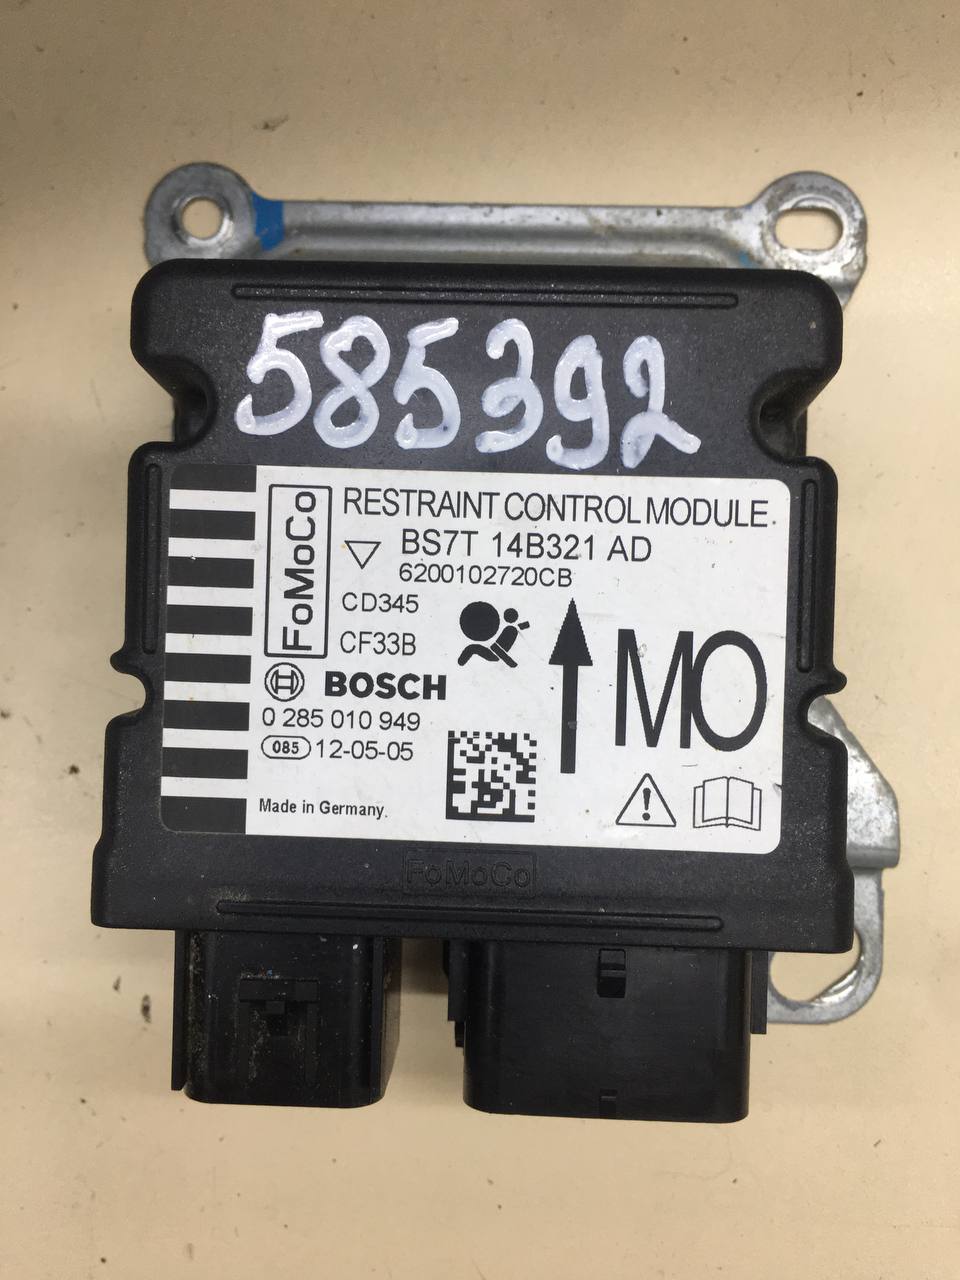 585392
FoMoCo
RESTRAINT CONTROL MODULE.
BS7T 14B321 AD
6200102720CB
CD345
CF33B
MO
BOSCH
0 285 010 949
085 12-05-05
Made in Germany.
FoMoCo